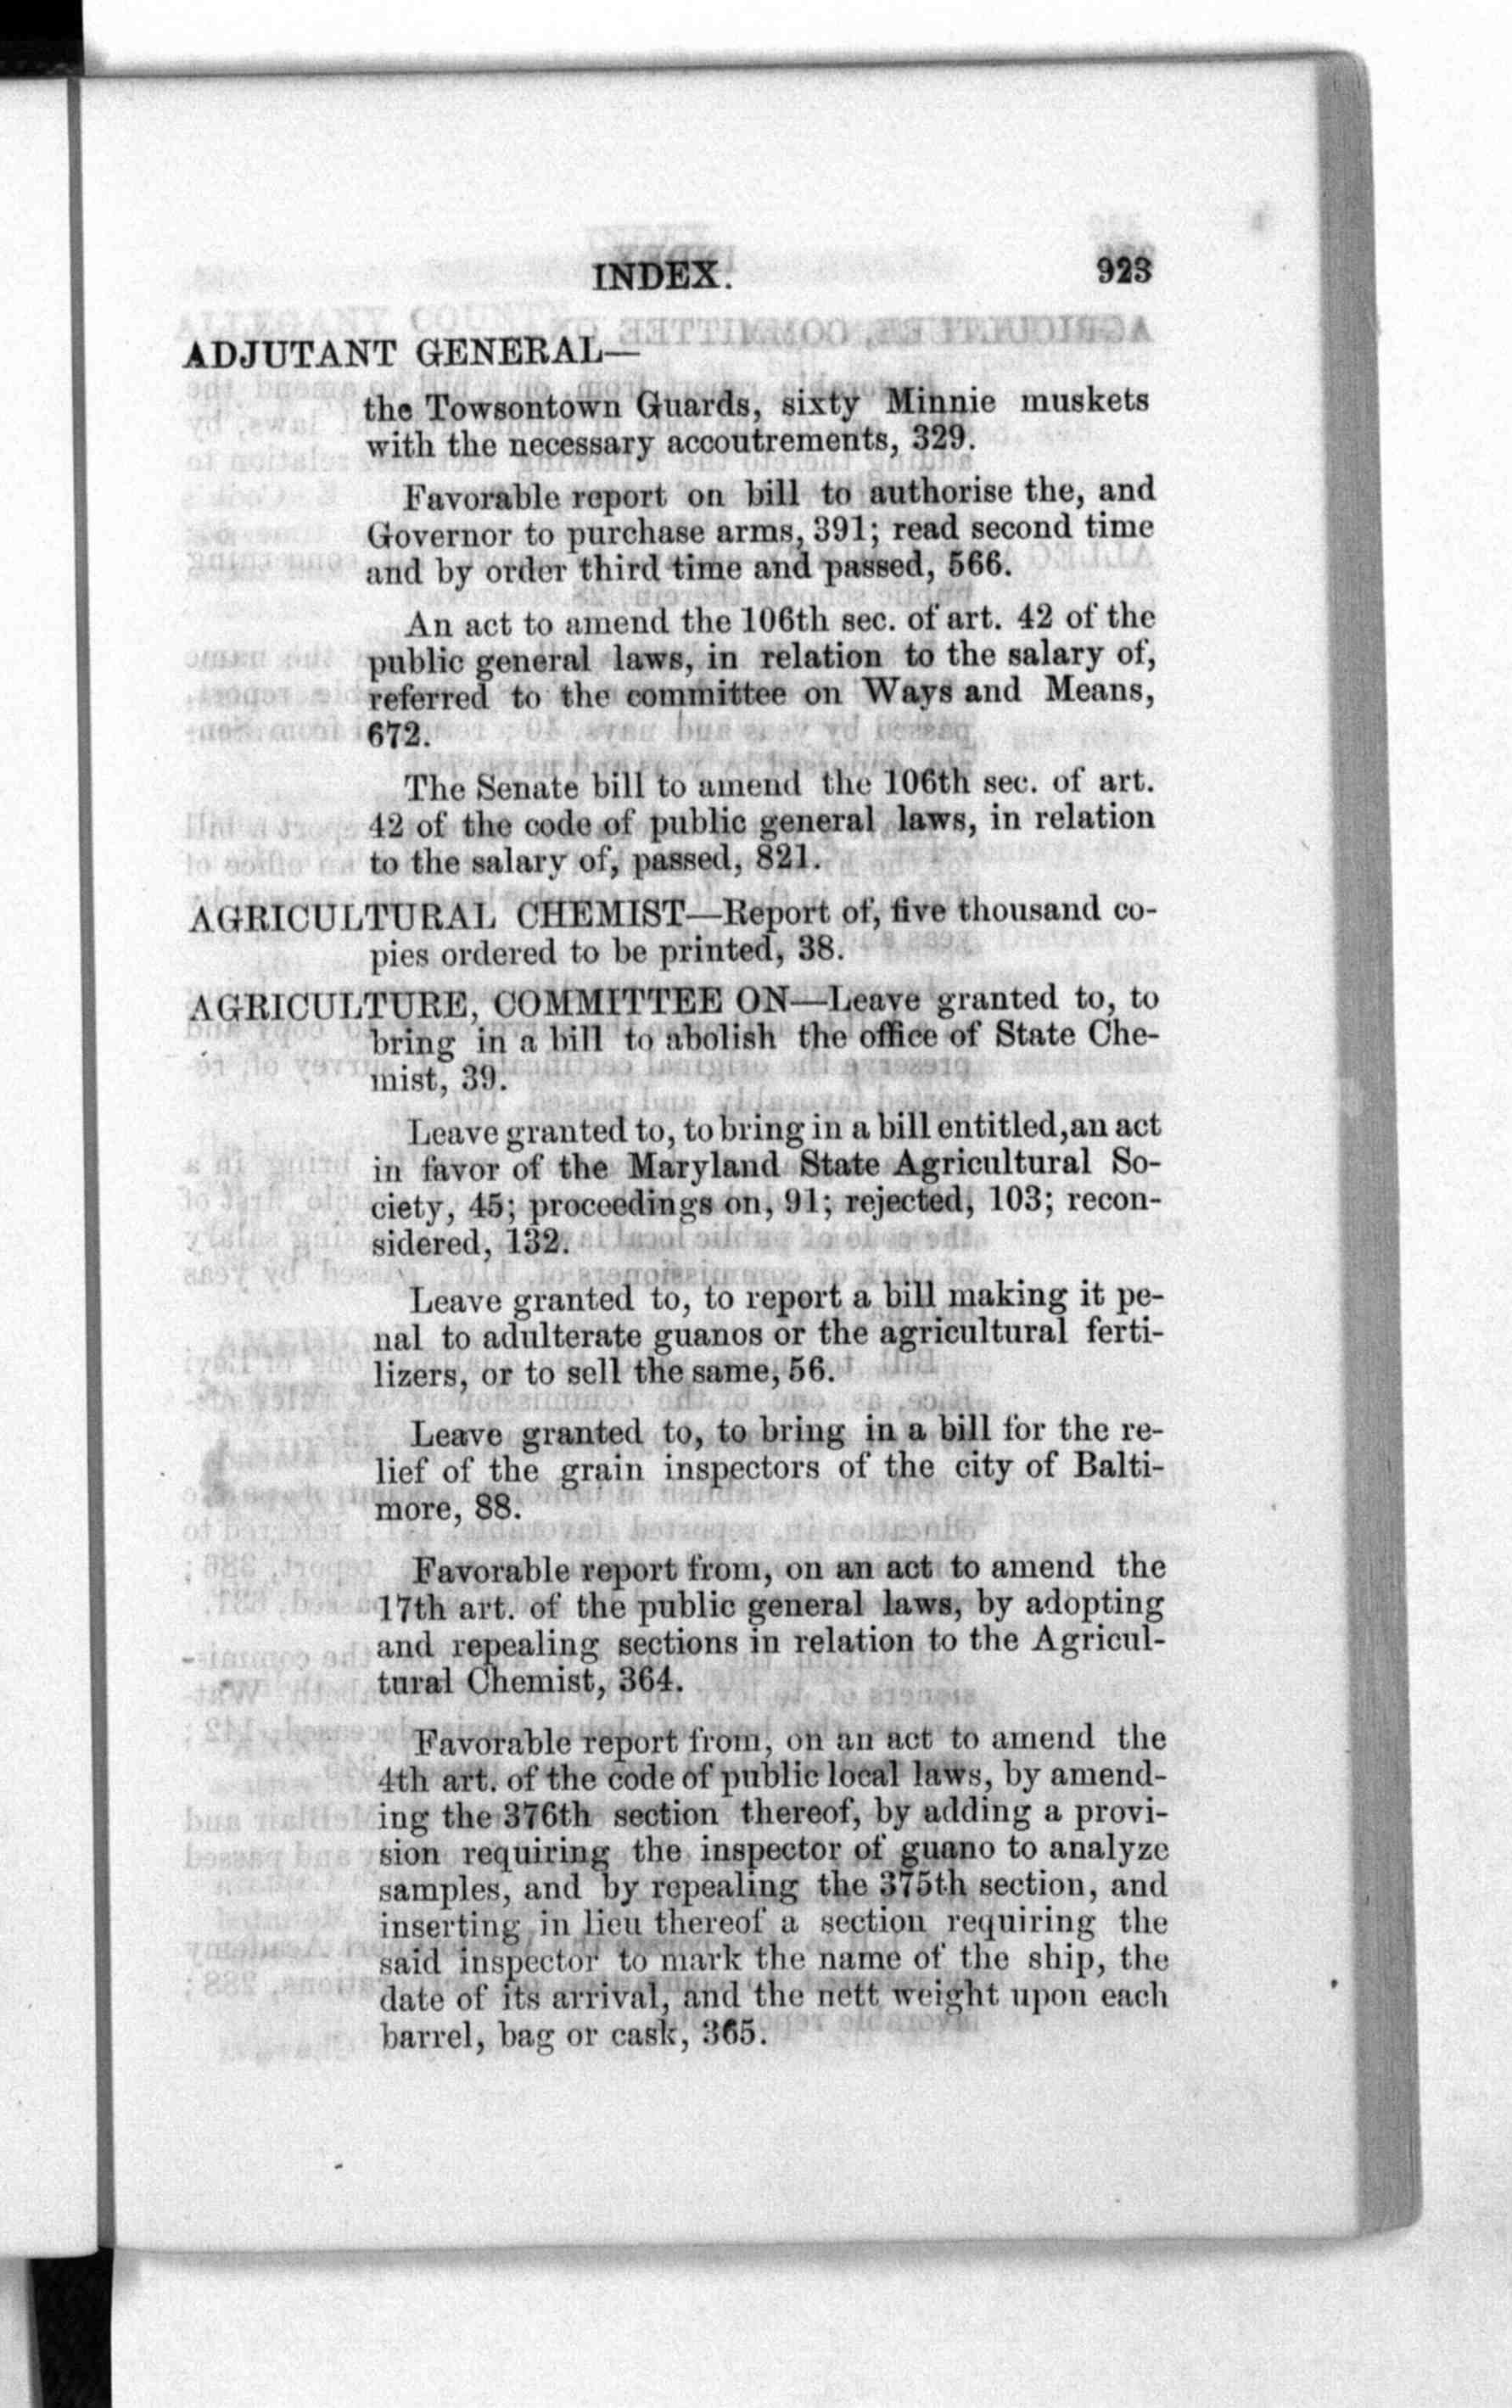 INDEX. 923
ADJUTANT GENERAL—
the Towsontown Guards, sixty Minnie muskets
with the necessary accoutrements, 329.
Favorable report on bill to authorise the, and
Governor to purchase arms, 391; read second time
and by order third time and passed, 566.
An act to amend the 106th sec. of art. 42 of the
public general laws, in relation to the salary of,
referred to the committee on Ways and Means,
672.
The Senate bill to amend the 106th sec. of art.
42 of the code of public general laws, in relation
to the salary of, passed, 821.
AGRICULTURAL CHEMIST—Report of, five thousand co-
pies ordered to be printed, 38.
AGRICULTURE, COMMITTEE ON—Leave granted to, to
bring in a bill to abolish the office of State Che-
mist, 39.
Leave granted to, to bring in a bill entitled, an act
in favor of the Maryland State Agricultural So-
ciety, 45; proceedings on, 91; rejected, 103; recon-
sidered, 132.
Leave granted to, to report a bill making it pe-
nal to adulterate guanos or the agricultural ferti-
lizers, or to sell the same, 56.
Leave granted to, to bring in a bill for the re-
lief of the grain inspectors of the city of Balti-
more, 88.
Favorable report from, on an act to amend the
17th art. of the public general laws, by adopting
and repealing sections in relation to the Agricul-
tural Chemist, 364.
Favorable report from, on an act to amend the
4th art. of the code of public local laws, by amend-
ing the 376th section thereof, by adding a provi-
sion requiring the inspector of guano to analyze
samples, and by repealing the 375th section, and
inserting in lieu thereof a section requiring the
said inspector to mark the name of the ship, the
date of its arrival, and the nett weight upon each
barrel, bag or cask, 365.